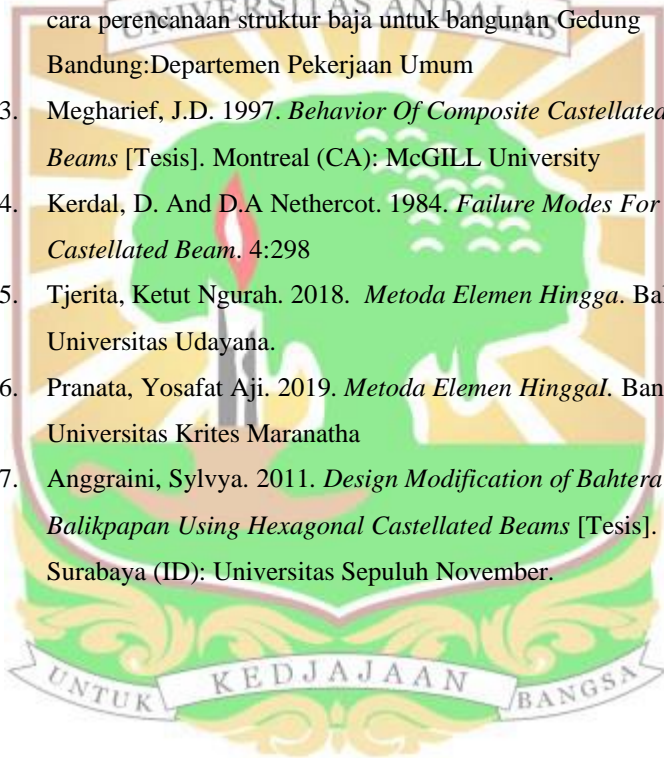 UNIVERSITAS ANDALAS
cara perencanaan struktur baja untuk bangunan Gedung
Bandung:Departemen Pekerjaan Umum
3. Megharief, J.D. 1997. Behavior Of Composite Castellated
Beams [Tesis]. Montreal (CA): McGILL University
4. Kerdal, D. And D.A Nethercot. 1984. Failure Modes For
Castellated Beam. 4:298
5. Tjerita, Ketut Ngurah. 2018. Metoda Elemen Hingga.
Universitas Udayana.
6. Pranata, Yosafat Aji. 2019. Metoda Elemen HinggaI.
Universitas Krites Maranatha
7. Anggraini, Sylvya. 2011. Design Modification of Bahtera
Balikpapan Using Hexagonal Castellated Beams [Tesis].
Surabaya (ID): Universitas Sepuluh November.
UNTUK KEDJAJAAN BANGSA